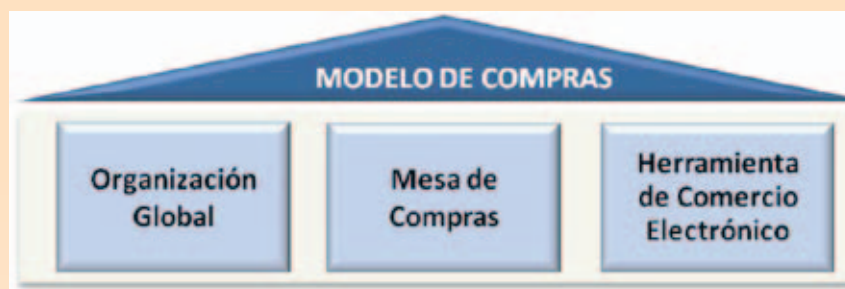 MODELO DE COMPRAS
Organización
Global
Mesa de
Compras
Herramienta
de Comercio
Electrónico